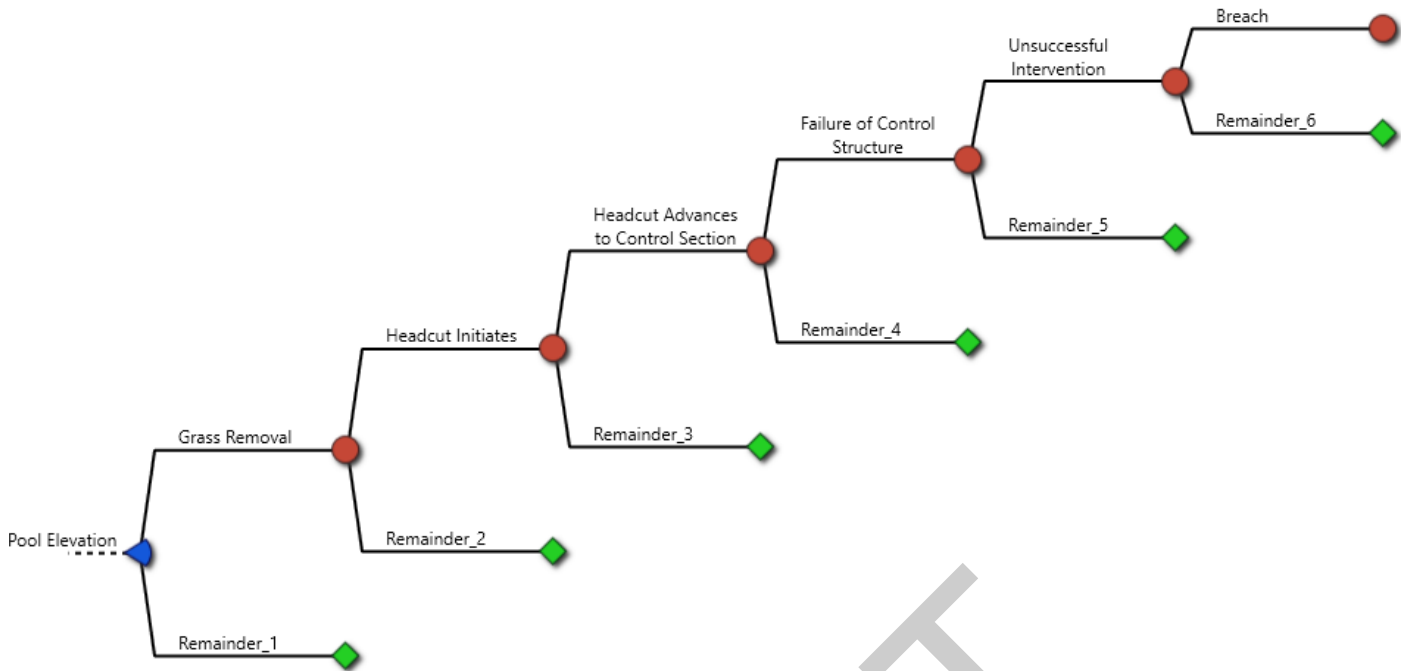 Breach
Unsuccessful
Intervention
Remainder_6
Failure of Control
Structure
Headcut Advances
to Control Section
Remainder_5
Headcut Initiates
Remainder_4
Grass Removal
Remainder_3
Pool Elevation
Remainder_2
Remainder_1